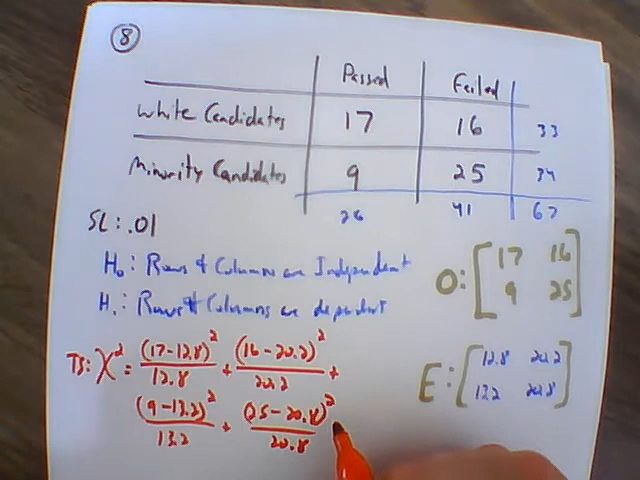 8
Passed Failed
White Candidates 17 16 33
Minority Candidates 9 25 34
26 41 67
SL: .01
H₀: Rows & Columns are Independent
H₁: Rows & Columns are dependent
O: [17 16
9 25]
E: [12.8 20.2
13.2 20.8]
TS: χ² = (17-12.8)²/12.8 + (16-20.2)²/20.2 +
(9-13.2)²/13.2 + (25-20.8)²/20.8